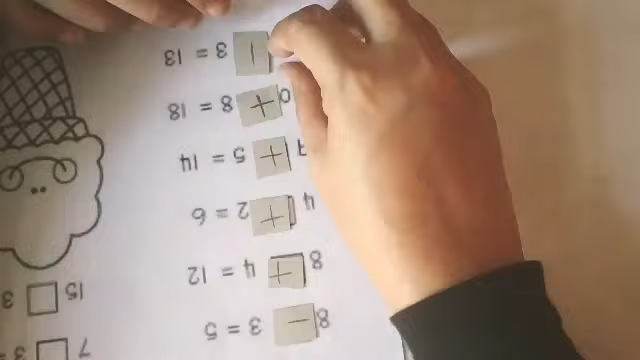 8 − 3 = 5
8 + 4 = 12
4 + 2 = 6
+ 5 = 14
0 + 8 = 18
3 = 13
7 3 =
15 3